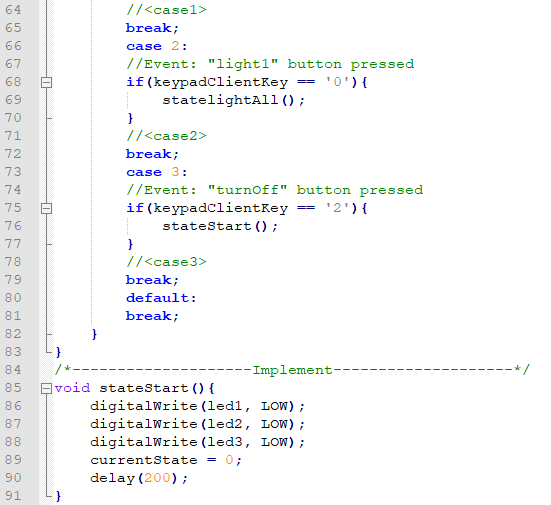 64 //<case1>
65 break;
66 case 2:
67 //Event: "light1" button pressed
68 if(keypadClientKey == '0'){
69 statelightAll();
70 }
71 //<case2>
72 break;
73 case 3:
74 //Event: "turnOff" button pressed
75 if(keypadClientKey == '2'){
76 stateStart();
77 }
78 //<case3>
79 break;
80 default:
81 break;
82 }
83 }
84 /*--------------------Implement--------------------*/
85 void stateStart(){
86 digitalWrite(led1, LOW);
87 digitalWrite(led2, LOW);
88 digitalWrite(led3, LOW);
89 currentState = 0;
90 delay(200);
91 }